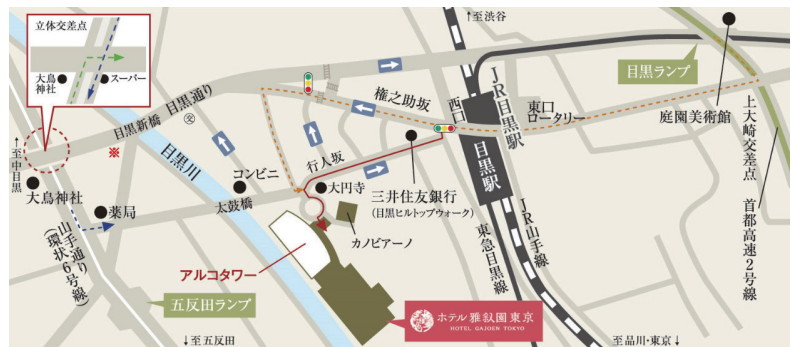 立体交差点
大鳥
神社
スーパー
↑至渋谷
目黒ランプ
庭園美術館
上大崎交差点
首都高速2号線
目黒新橋
目黒通り
文
権之助坂
西口
JR目黒駅
目黒駅
東口
ロータリー
※
↑至中目黒
目黒川
行人坂
コンビニ
大円寺
三井住友銀行
(目黒ヒルトップウォーク)
大鳥神社
薬局
太鼓橋
カノビアーノ
東急目黒線
JR山手線
山手通り
(環状6号線)
アルコタワー
五反田ランプ
ホテル 雅叙園東京
HOTEL GAJOEN TOKYO
↓至五反田
↓至品川・東京